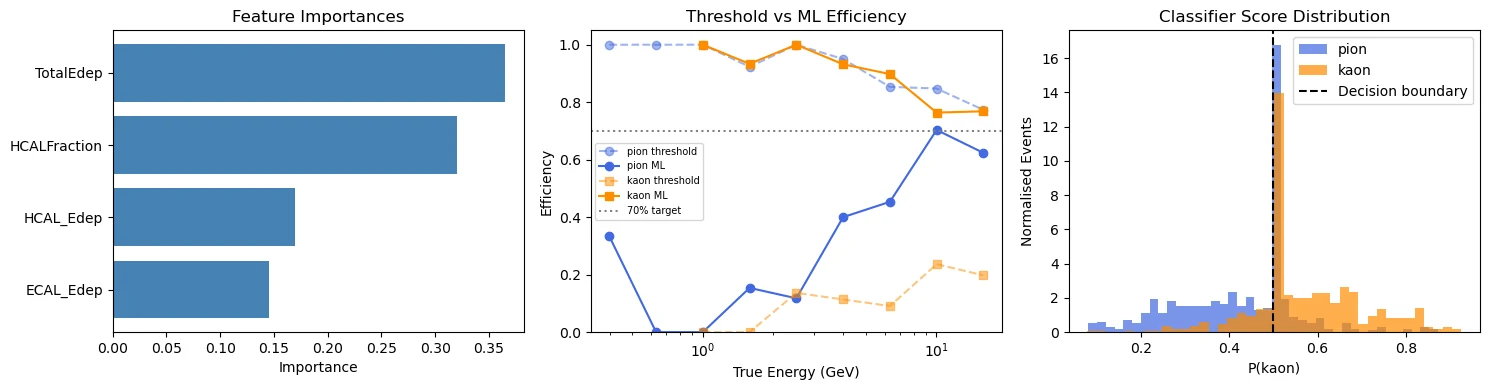 Feature Importances
TotalEdep
HCALFraction
HCAL_Edep
ECAL_Edep
0.00 0.05 0.10 0.15 0.20 0.25 0.30 0.35
Importance
Threshold vs ML Efficiency
Efficiency
1.0
0.8
0.6
0.4
0.2
0.0
pion threshold
pion ML
kaon threshold
kaon ML
70% target
10⁰ 10¹
True Energy (GeV)
Classifier Score Distribution
Normalised Events
16
14
12
10
8
6
4
2
0
pion
kaon
Decision boundary
0.2 0.4 0.6 0.8
P(kaon)